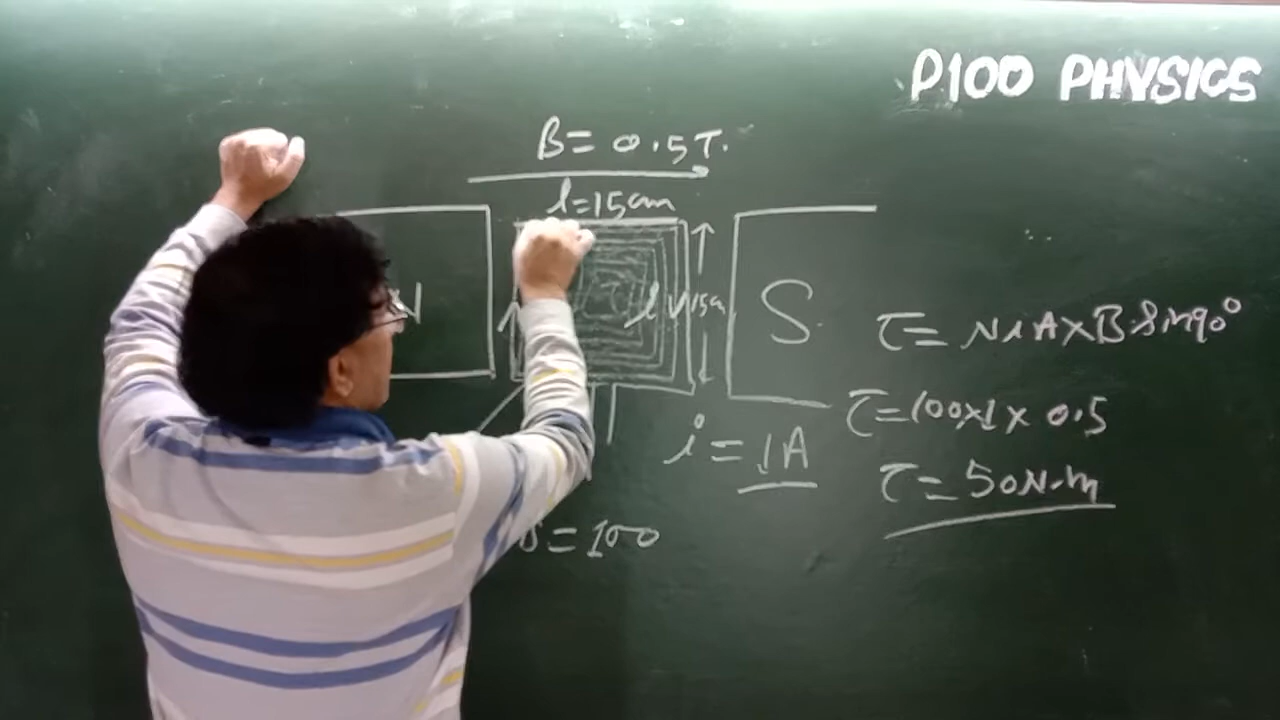 P100 PHYSICS
B = 0.5T.
l=15cm
N
l
15cm
S
τ = NiA×B sin90°
τ=100×1× 0.5
i = 1A
τ = 50N.m
= 100